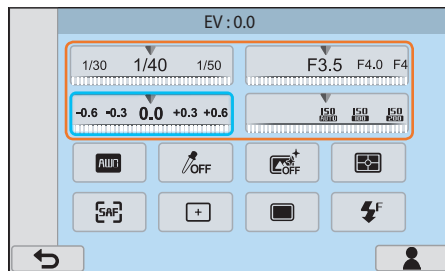 EV : 0.0
1/30 1/40 1/50 F3.5 F4.0 F4
-0.6 -0.3 0.0 +0.3 +0.6 ISO AUTO ISO 100 ISO 200
AWB OFF OFF
SAF F